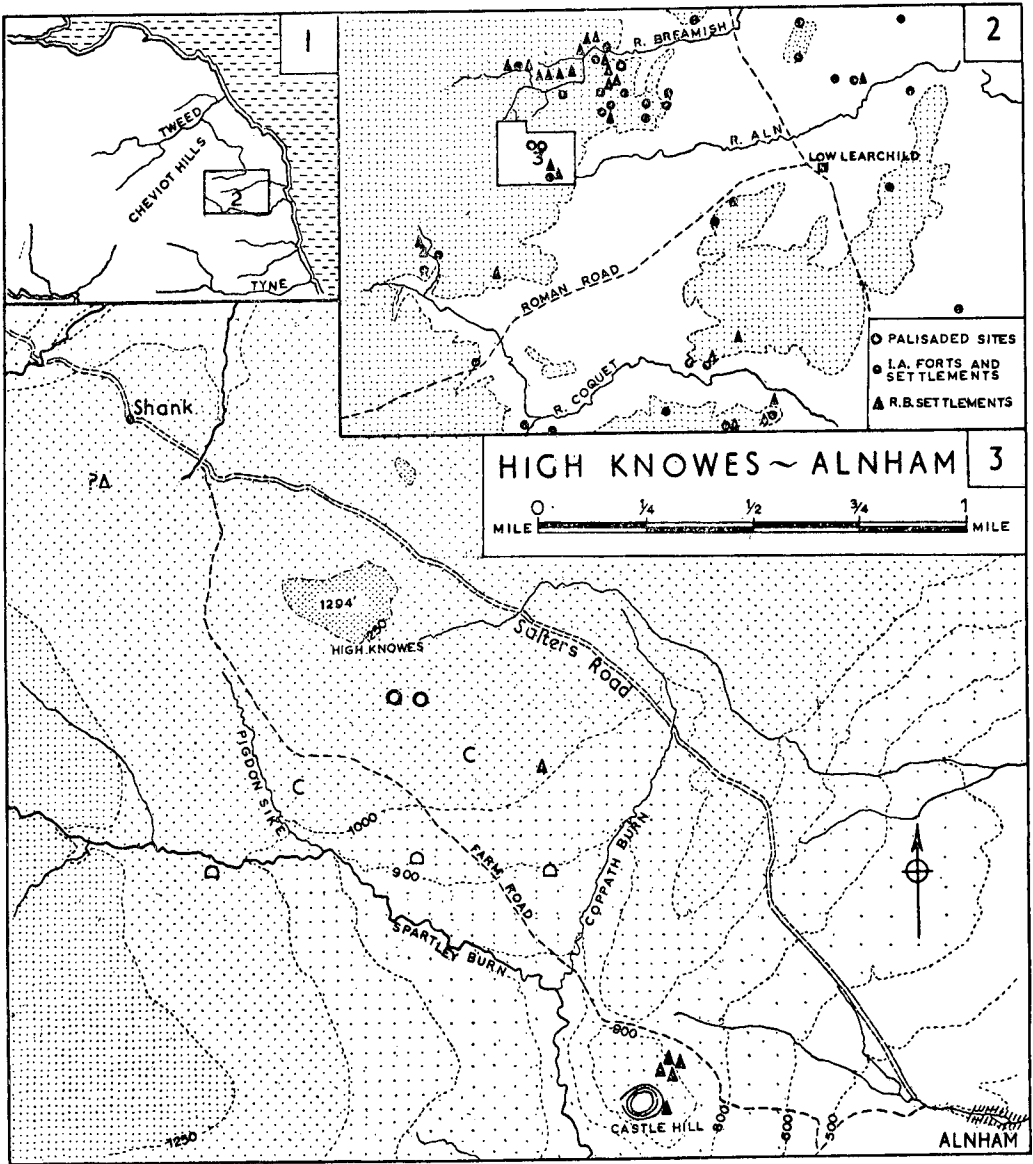 1
TWEED
CHEVIOT HILLS
2
TYNE
2
R. BREAMISH
R. ALN
3
LOW LEARCHILD
ROMAN ROAD
R. COQUET
PALISADED SITES
I.A. FORTS AND
SETTLEMENTS
R.B. SETTLEMENTS
HIGH KNOWES ~ ALNHAM
3
0 1/4 1/2 3/4 1
MILE MILE
Shank
?
1294'
1250
HIGH KNOWES
Salter's Road
C
C
PIGDON SIKE
1000
D
D
D
900
FARM ROAD
COPPATH BURN
SPARTLEY BURN
800
CASTLE HILL
800
600
500
1250
ALNHAM